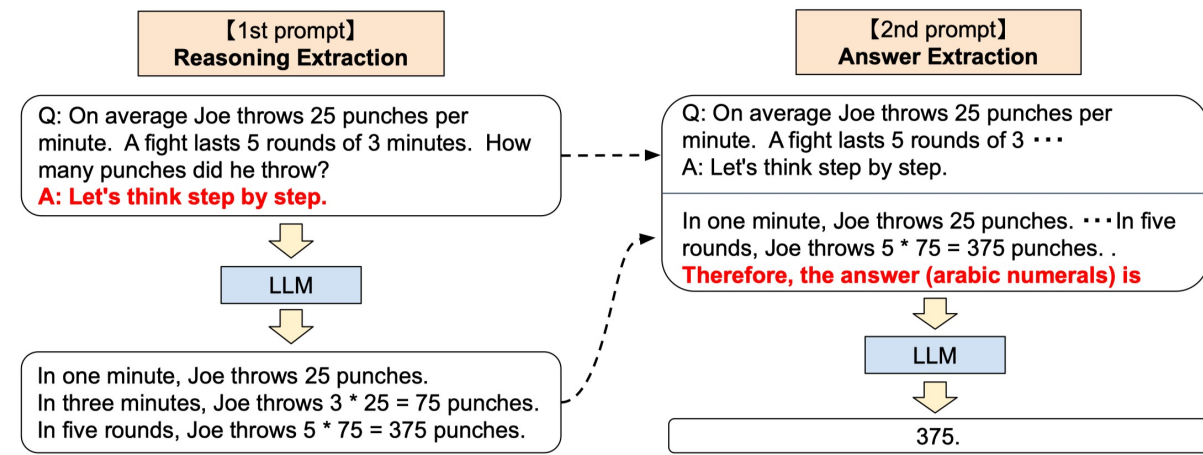 【1st prompt】
Reasoning Extraction
Q: On average Joe throws 25 punches per
minute.  A fight lasts 5 rounds of 3 minutes.  How
many punches did he throw?
A: Let's think step by step.
LLM
In one minute, Joe throws 25 punches.
In three minutes, Joe throws 3 * 25 = 75 punches.
In five rounds, Joe throws 5 * 75 = 375 punches.
【2nd prompt】
Answer Extraction
Q: On average Joe throws 25 punches per
minute.  A fight lasts 5 rounds of 3 ···
A: Let's think step by step.
In one minute, Joe throws 25 punches. ···In five
rounds, Joe throws 5 * 75 = 375 punches. .
Therefore, the answer (arabic numerals) is
LLM
375.